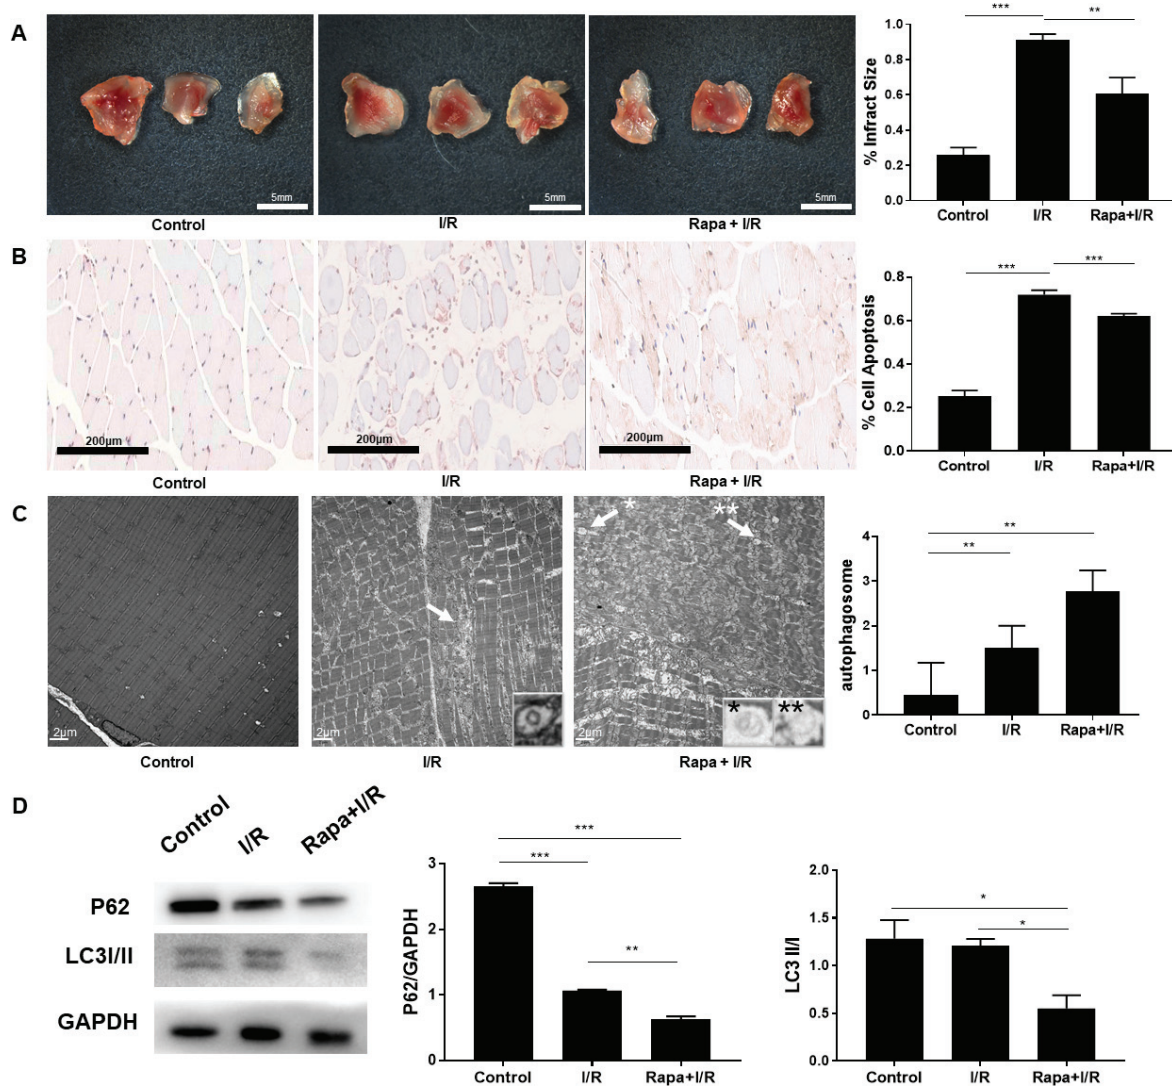 A
5mm
5mm
5mm
Control
I/R
Rapa + I/R
% Infract Size
1.0
0.8
0.6
0.4
0.2
0.0
***
**
Control
I/R
Rapa+I/R
B
200μm
200μm
200μm
Control
I/R
Rapa + I/R
% Cell Apoptosis
0.8
0.6
0.4
0.2
0.0
***
***
Control
I/R
Rapa+I/R
C
2μm
2μm
*
**
2μm
*
**
Control
I/R
Rapa + I/R
autophagosome
4
3
2
1
0
**
**
Control
I/R
Rapa+I/R
D
Control
I/R
Rapa+I/R
P62
LC3I/II
GAPDH
P62/GAPDH
3
2
1
0
***
***
**
Control
I/R
Rapa+I/R
LC3 II/I
2.0
1.5
1.0
0.5
0.0
*
*
Control
I/R
Rapa+I/R